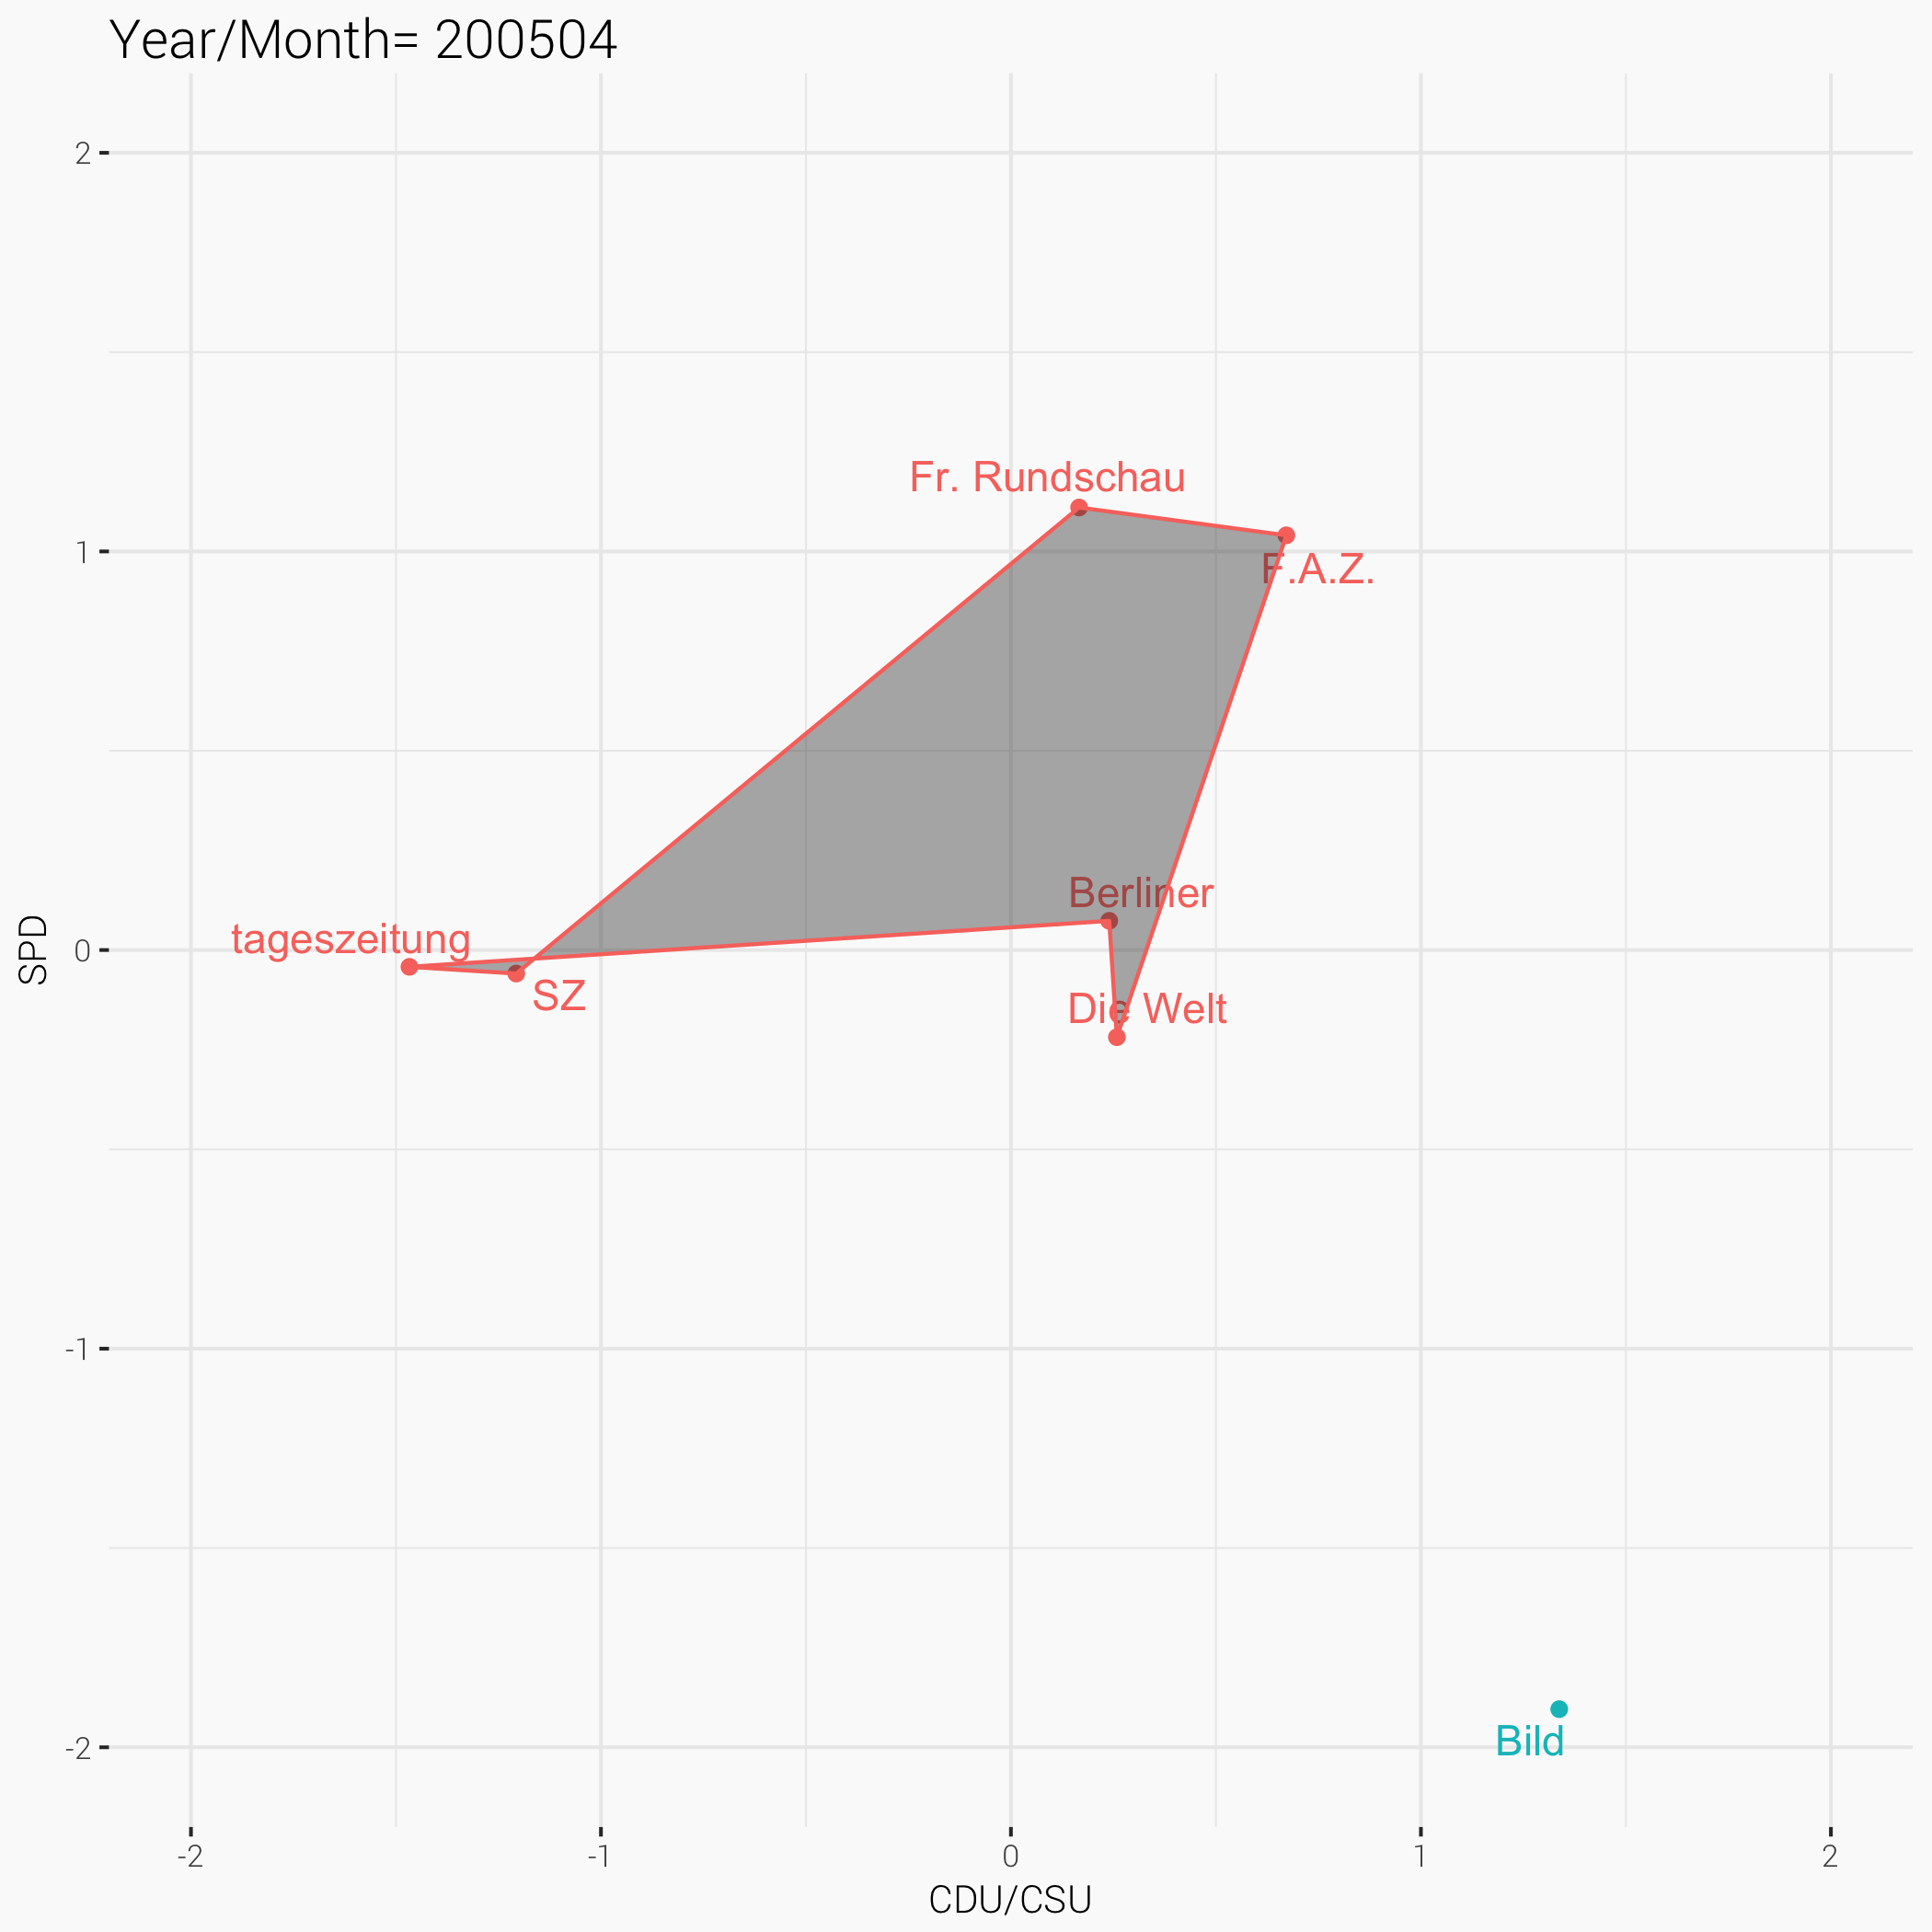 Year/Month= 200504
2
1
0
-1
-2
SPD
Fr. Rundschau
F.A.Z.
Berliner
tageszeitung
SZ
Die Welt
Bild
-2
-1
0
1
2
CDU/CSU